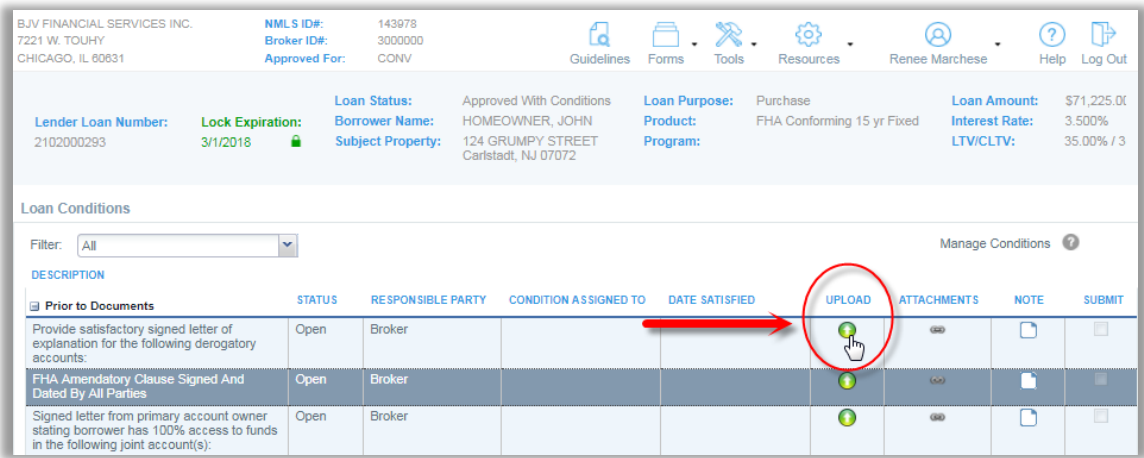 BJV FINANCIAL SERVICES INC.
7221 W. TOUHY
CHICAGO, IL 60631
NMLS ID#: 143978
Broker ID#: 3000000
Approved For: CONV
Guidelines Forms Tools Resources Renee Marchese Help Log Out
Lender Loan Number:
2102000293
Lock Expiration:
3/1/2018
Loan Status: Approved With Conditions
Borrower Name: HOMEOWNER, JOHN
Subject Property: 124 GRUMPY STREET
Carlstadt, NJ 07072
Loan Purpose: Purchase
Product: FHA Conforming 15 yr Fixed
Program:
Loan Amount: $71,225.0
Interest Rate: 3.500%
LTV/CLTV: 35.00% / 3
Loan Conditions
Filter: All
Manage Conditions ?
DESCRIPTION
Prior to Documents STATUS RESPONSIBLE PARTY CONDITION ASSIGNED TO DATE SATISFIED UPLOAD ATTACHMENTS NOTE SUBMIT
Provide satisfactory signed letter of
explanation for the following derogatory
accounts:
Open Broker
FHA Amendatory Clause Signed And
Dated By All Parties
Open Broker
Signed letter from primary account owner
stating borrower has 100% access to funds
in the following joint account(s):
Open Broker